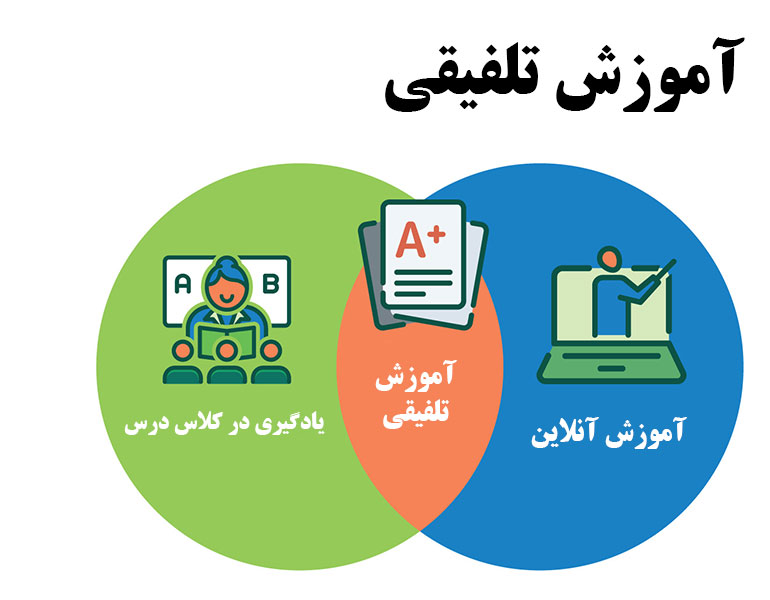 آموزش تلفیقی
A+
A
B
آموزش
تلفیقی
یادگیری در کلاس درس
آموزش آنلاین